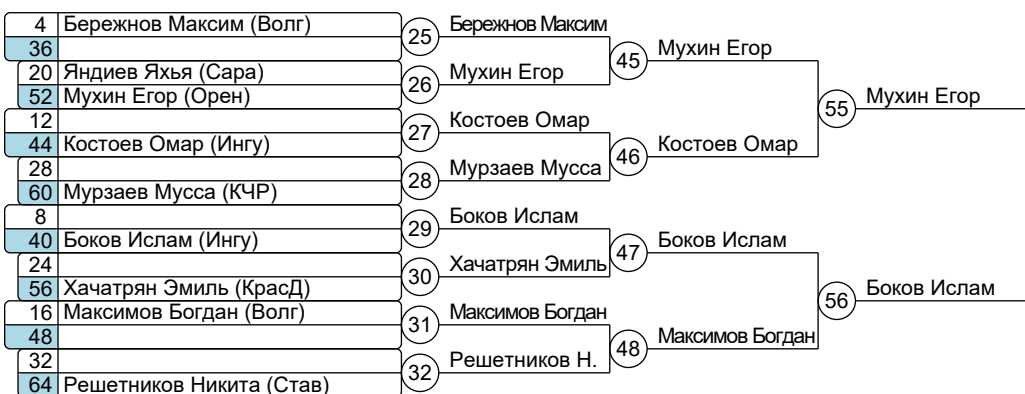 4 Бережнов Максим (Волг)
36
20 Яндиев Яхья (Сара)
52 Мухин Егор (Орен)
12
44 Костоев Омар (Ингу)
28
60 Мурзаев Мусса (КЧР)
8
40 Боков Ислам (Ингу)
24
56 Хачатрян Эмиль (КрасД)
16 Максимов Богдан (Волг)
48
32
64 Решетников Никита (Став)
25 Бережнов Максим
26 Мухин Егор
27 Костоев Омар
28 Мурзаев Мусса
29 Боков Ислам
30 Хачатрян Эмиль
31 Максимов Богдан
32 Решетников Н.
45 Мухин Егор
46 Костоев Омар
47 Боков Ислам
48 Максимов Богдан
55 Мухин Егор
56 Боков Ислам